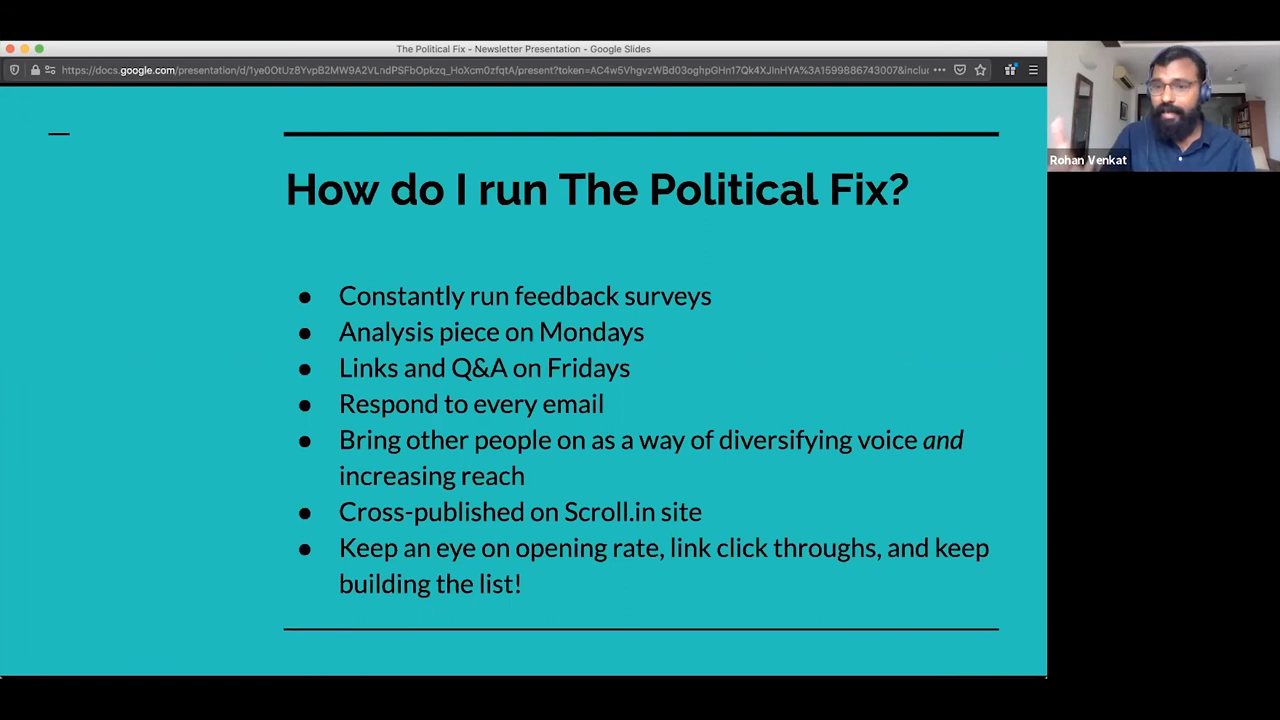 The Political Fix - Newsletter Presentation - Google Slides
Rohan Venkat
How do I run The Political Fix?
● Constantly run feedback surveys
● Analysis piece on Mondays
● Links and Q&A on Fridays
● Respond to every email
● Bring other people on as a way of diversifying voice and
increasing reach
● Cross-published on Scroll.in site
● Keep an eye on opening rate, link click throughs, and keep
building the list!